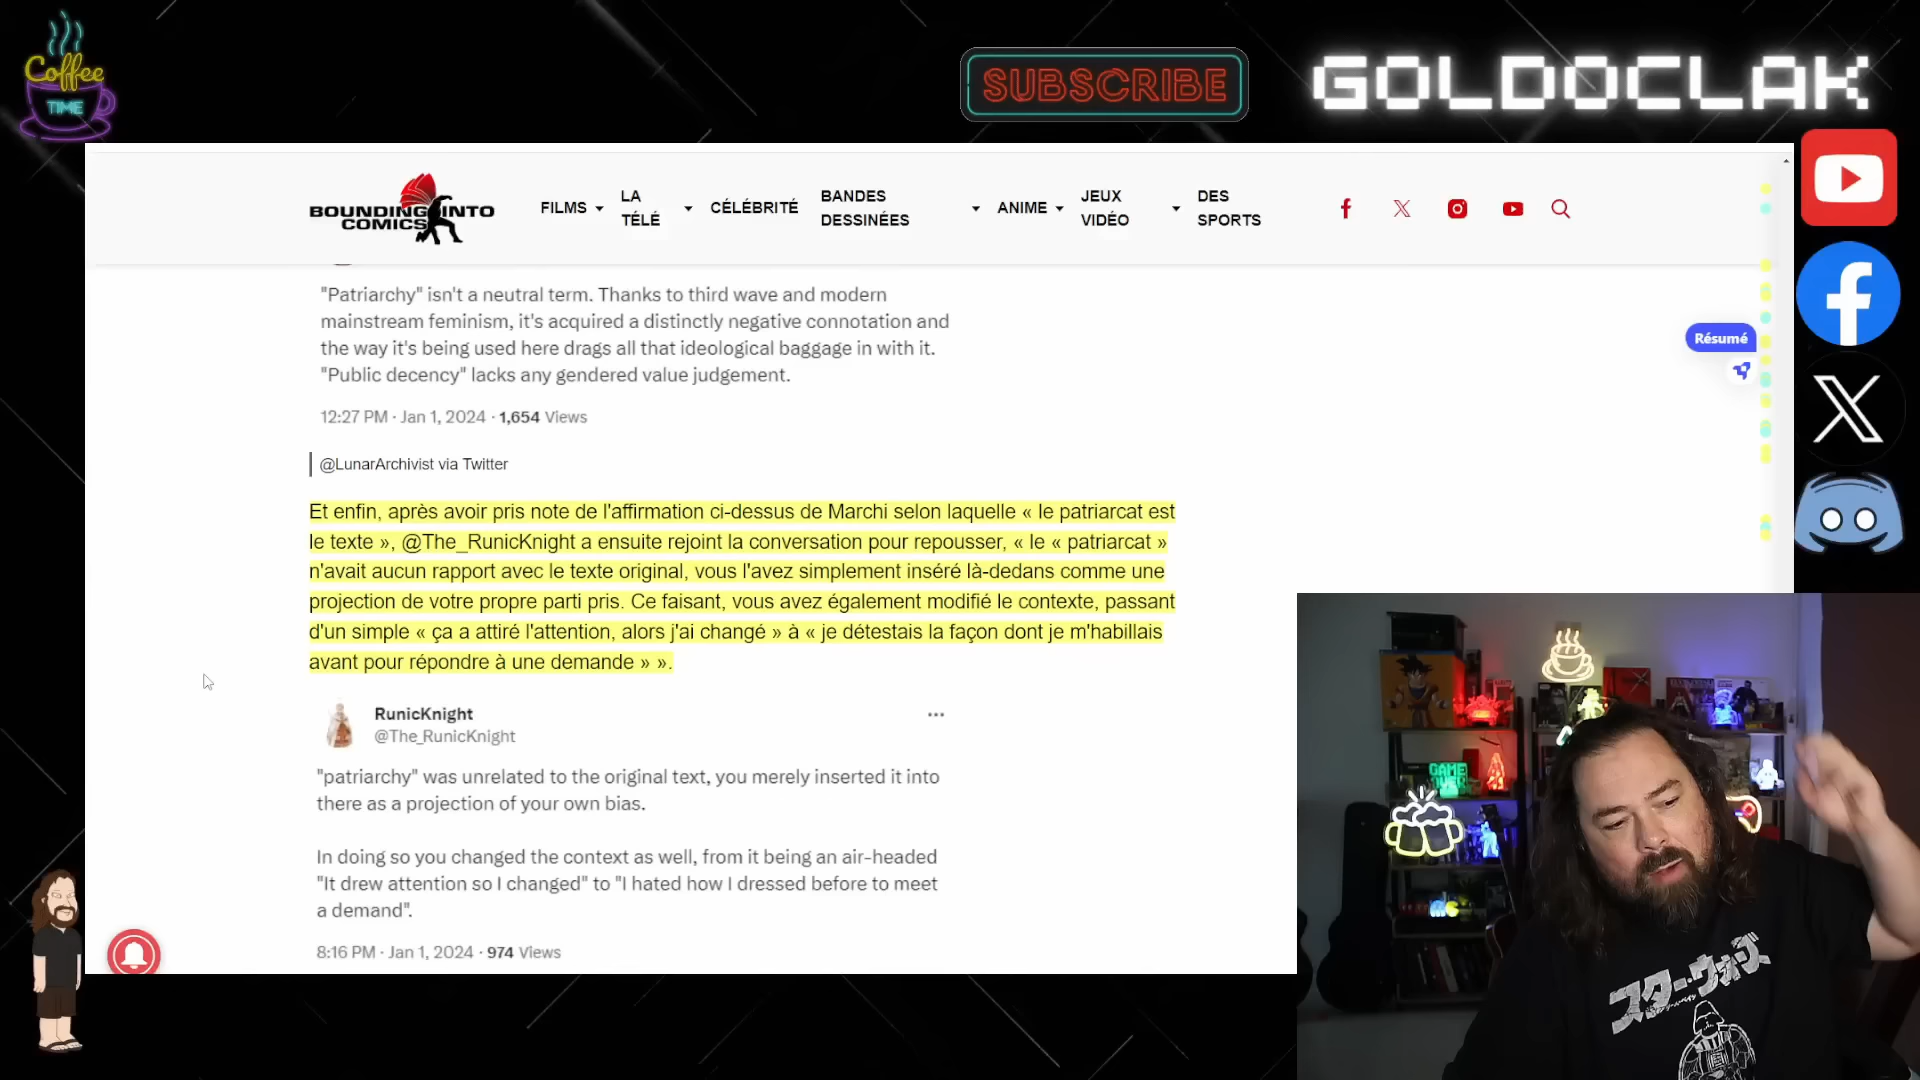 Coffee
TIME
SUBSCRIBE
GOLDOCLAK
BOUNDING INTO
COMICS
FILMS
LA
TÉLÉ
CÉLÉBRITÉ
BANDES
DESSINÉES
ANIME
JEUX
VIDÉO
DES
SPORTS
"Patriarchy" isn't a neutral term. Thanks to third wave and modern
mainstream feminism, it's acquired a distinctly negative connotation and
the way it's being used here drags all that ideological baggage in with it.
"Public decency" lacks any gendered value judgement.
12:27 PM · Jan 1, 2024 · 1,654 Views
Résumé
@LunarArchivist via Twitter
Et enfin, après avoir pris note de l'affirmation ci-dessus de Marchi selon laquelle « le patriarcat est
le texte », @The_RunicKnight a ensuite rejoint la conversation pour repousser, « le « patriarcat »
n'avait aucun rapport avec le texte original, vous l'avez simplement inséré là-dedans comme une
projection de votre propre parti pris. Ce faisant, vous avez également modifié le contexte, passant
d'un simple « ça a attiré l'attention, alors j'ai changé » à « je détestais la façon dont je m'habillais
avant pour répondre à une demande » ».
RunicKnight
@The_RunicKnight
"patriarchy" was unrelated to the original text, you merely inserted it into
there as a projection of your own bias.
In doing so you changed the context as well, from it being an air-headed
"It drew attention so I changed" to "I hated how I dressed before to meet
a demand".
8:16 PM · Jan 1, 2024 · 974 Views
GAME
OVER
スター・ウォーズ